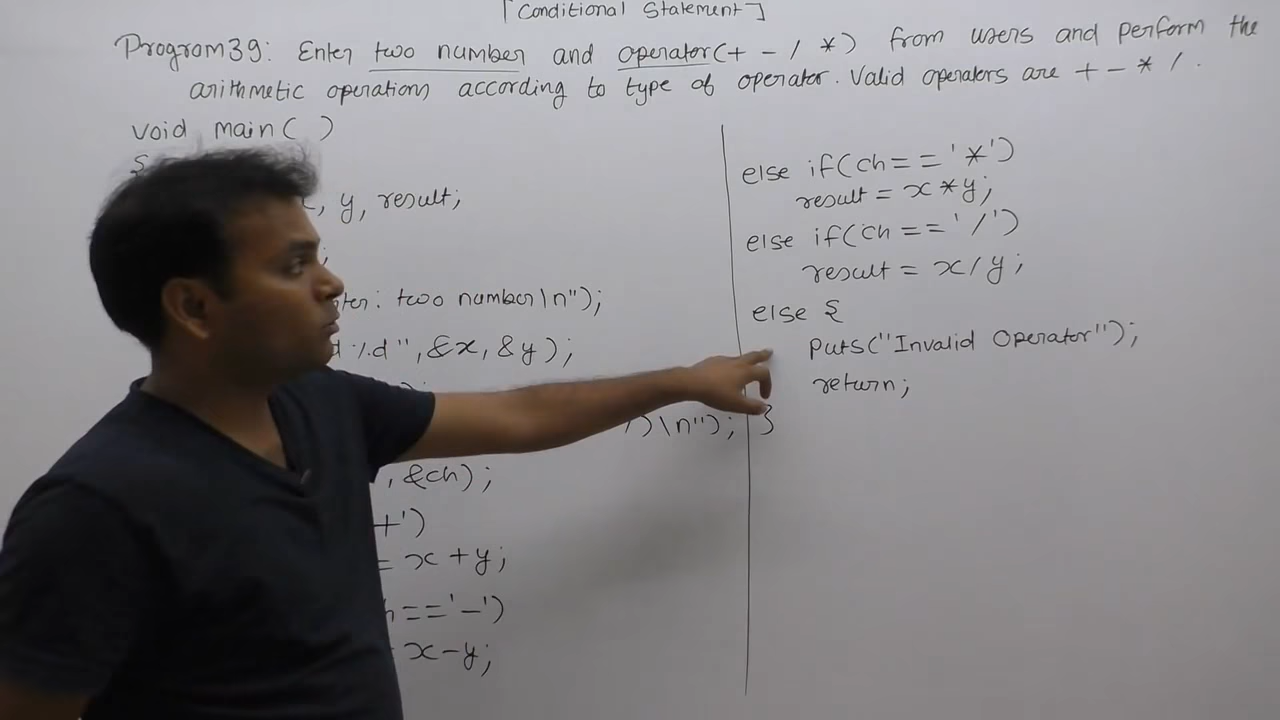 [Conditional Statement]
Program39: Enter two number and operator(+ - / *) from users and perform the
arithmetic operations according to type of operator. Valid operators are + - * / .
void main( )
{
, y, result;
;
ter: two number\n");
d %d", &x, &y);
);
/)\n");
, &ch);
+')
= x + y;
h=='-')
x-y;
else if(ch=='*')
result = x*y;
else if(ch=='/')
result = x/y;
else {
puts("Invalid Operator");
return;
}